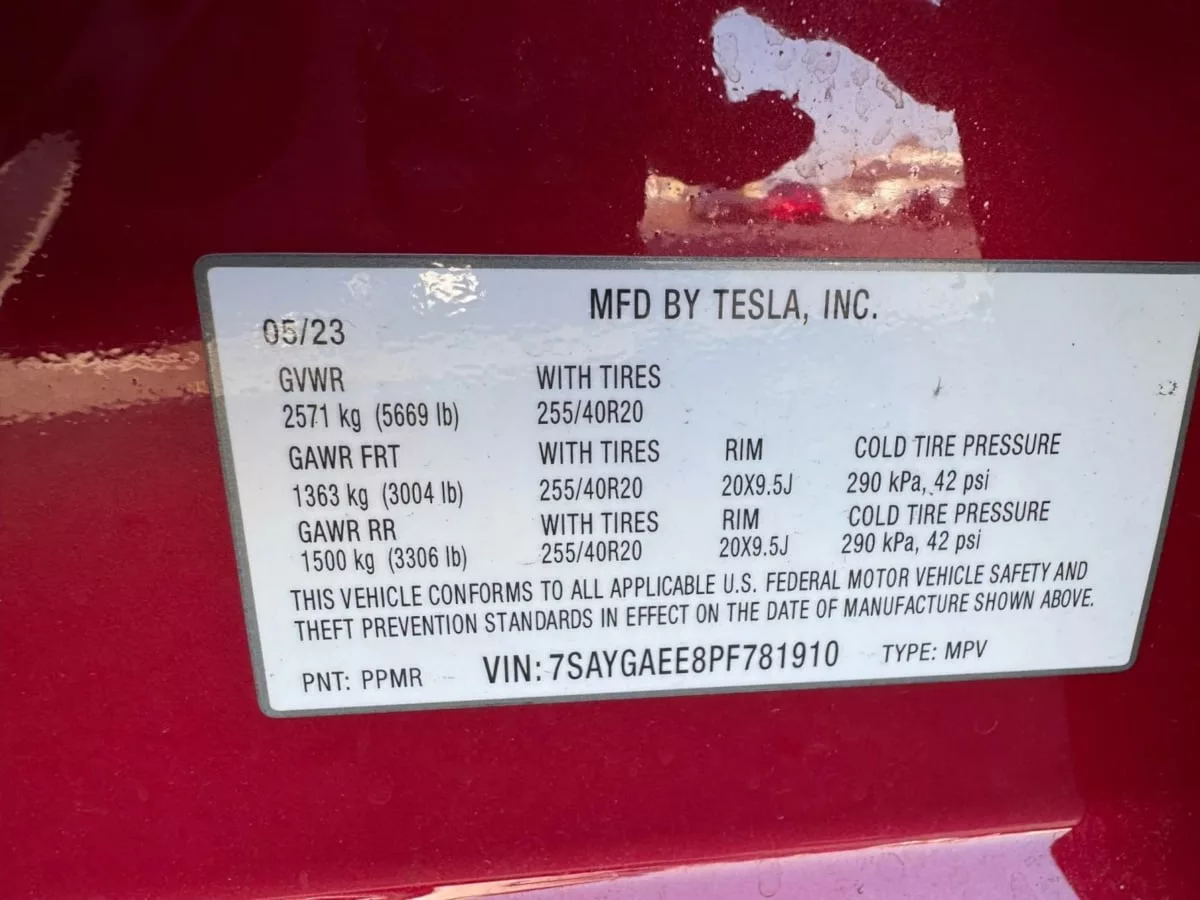 MFD BY TESLA, INC.
05/23
GVWR WITH TIRES
2571 kg (5669 lb) 255/40R20
GAWR FRT WITH TIRES RIM COLD TIRE PRESSURE
1363 kg (3004 lb) 255/40R20 20X9.5J 290 kPa, 42 psi
GAWR RR WITH TIRES RIM COLD TIRE PRESSURE
1500 kg (3306 lb) 255/40R20 20X9.5J 290 kPa, 42 psi
THIS VEHICLE CONFORMS TO ALL APPLICABLE U.S. FEDERAL MOTOR VEHICLE SAFETY AND
THEFT PREVENTION STANDARDS IN EFFECT ON THE DATE OF MANUFACTURE SHOWN ABOVE.
PNT: PPMR VIN: 7SAYGAEE8PF781910 TYPE: MPV